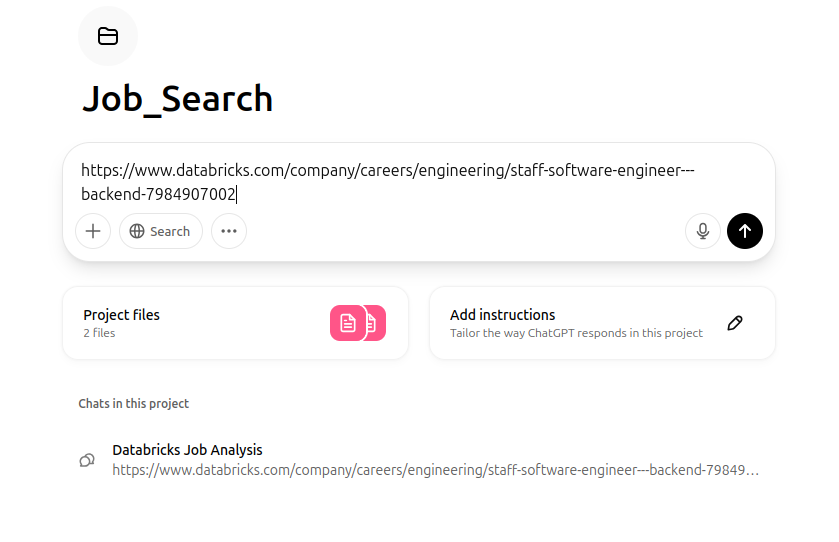 Job_Search
https://www.databricks.com/company/careers/engineering/staff-software-engineer---
backend-7984907002
Search
Project files
2 files
Add instructions
Tailor the way ChatGPT responds in this project
Chats in this project
Databricks Job Analysis
https://www.databricks.com/company/careers/engineering/staff-software-engineer---backend-79849...